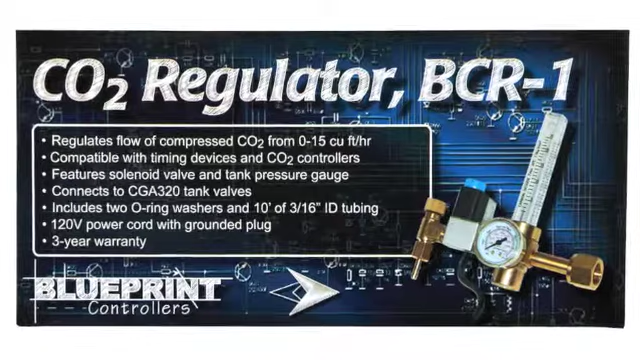 CO2 Regulator, BCR-1
• Regulates flow of compressed CO2 from 0-15 cu ft/hr
• Compatible with timing devices and CO2 controllers
• Features solenoid valve and tank pressure gauge
• Connects to CGA320 tank valves
• Includes two O-ring washers and 10' of 3/16" ID tubing
• 120V power cord with grounded plug
• 3-year warranty
BLUEPRINT
Controllers